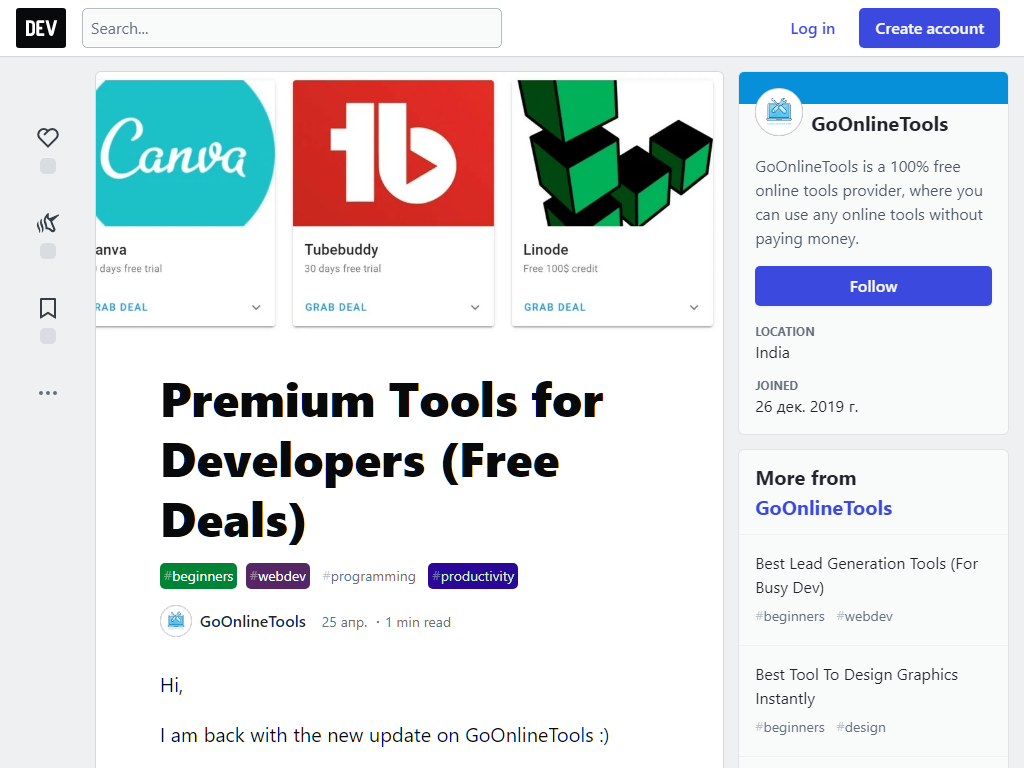 DEV
Search...
Log in
Create account
Canva
anva
days free trial
RAB DEAL
Tubebuddy
30 days free trial
GRAB DEAL
Linode
Free 100$ credit
GRAB DEAL
Premium Tools for
Developers (Free
Deals)
#beginners #webdev #programming #productivity
GoOnlineTools 25 апр. · 1 min read
Hi,
I am back with the new update on GoOnlineTools :)
GoOnlineTools
GoOnlineTools is a 100% free
online tools provider, where you
can use any online tools without
paying money.
Follow
LOCATION
India
JOINED
26 дек. 2019 г.
More from
GoOnlineTools
Best Lead Generation Tools (For
Busy Dev)
#beginners #webdev
Best Tool To Design Graphics
Instantly
#beginners #design